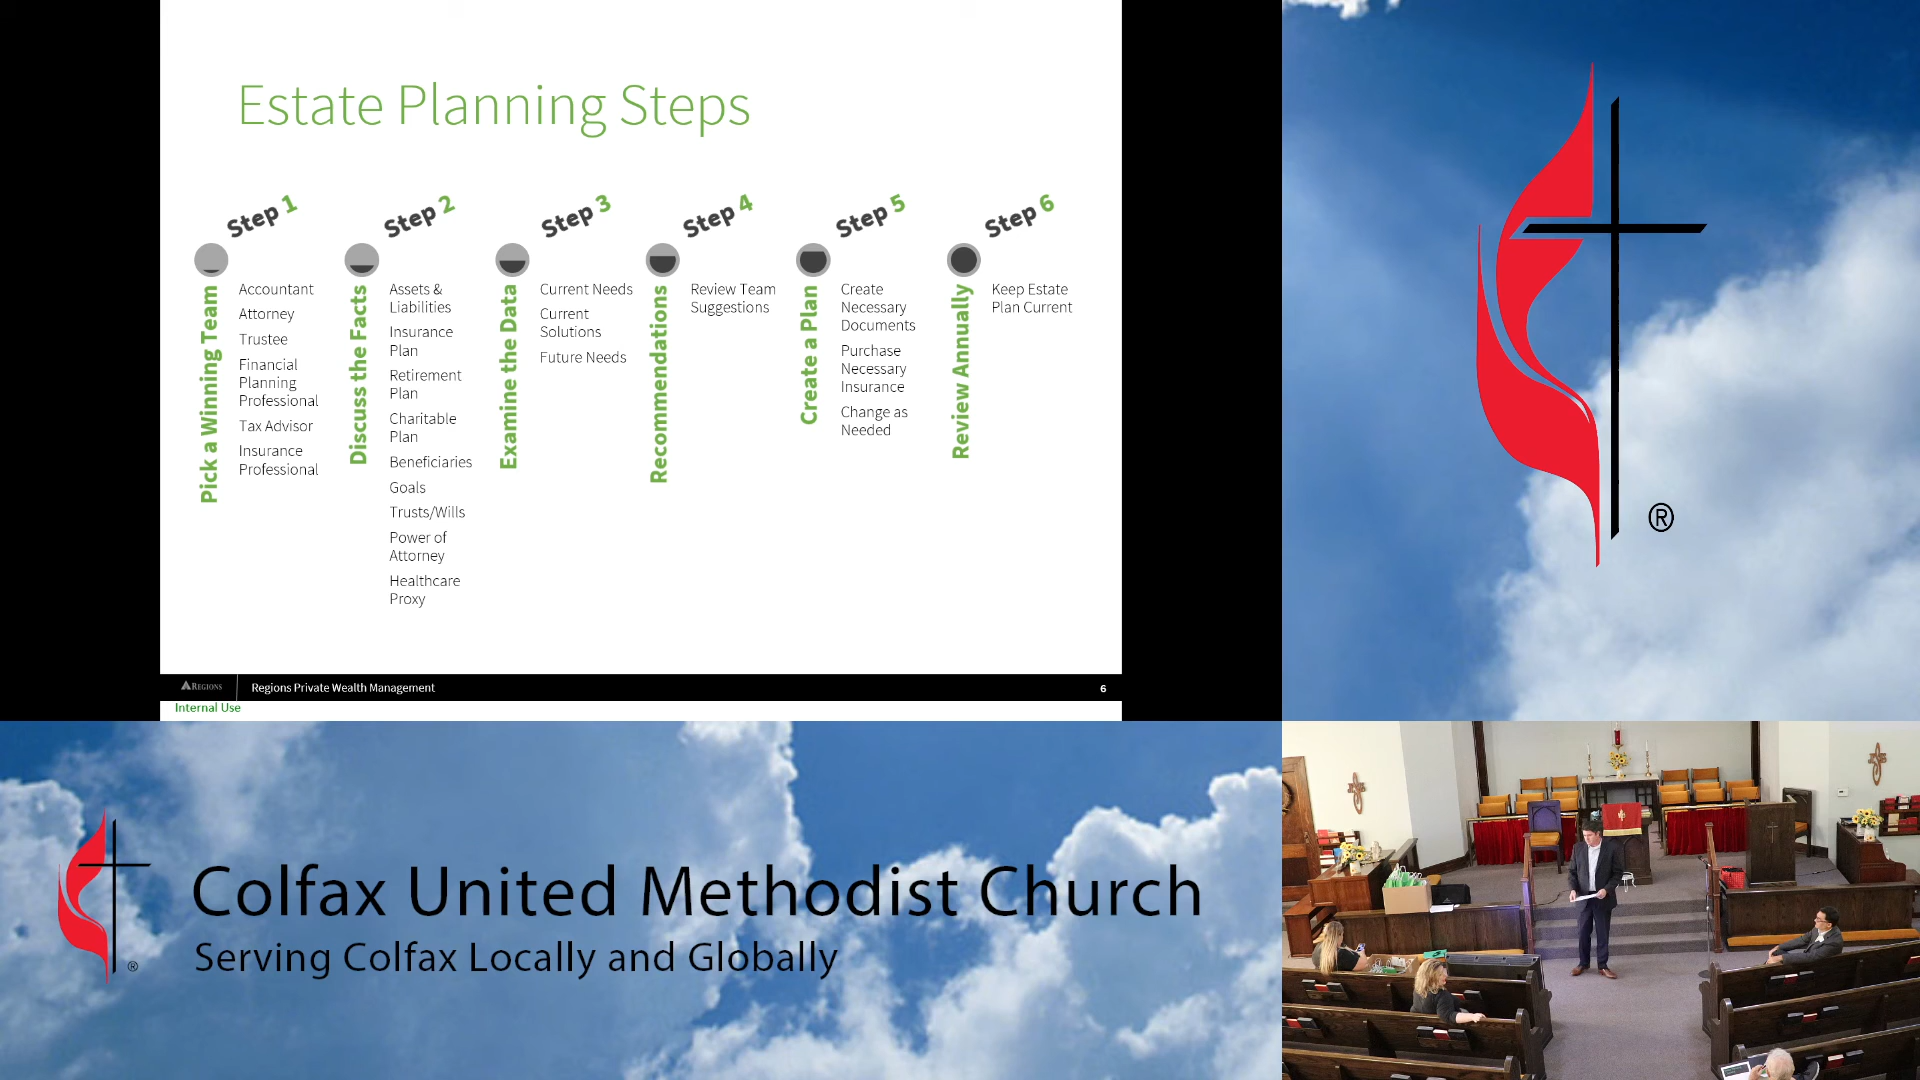 Estate Planning Steps
Step 1
Pick a Winning Team
Accountant
Attorney
Trustee
Financial
Planning
Professional
Tax Advisor
Insurance
Professional
Step 2
Discuss the Facts
Assets &
Liabilities
Insurance
Plan
Retirement
Plan
Charitable
Plan
Beneficiaries
Goals
Trusts/Wills
Power of
Attorney
Healthcare
Proxy
Step 3
Examine the Data
Current Needs
Current
Solutions
Future Needs
Step 4
Recommendations
Review Team
Suggestions
Step 5
Create a Plan
Create
Necessary
Documents
Purchase
Necessary
Insurance
Change as
Needed
Step 6
Review Annually
Keep Estate
Plan Current
REGIONS
Regions Private Wealth Management
6
Internal Use
®
Colfax United Methodist Church
Serving Colfax Locally and Globally
®